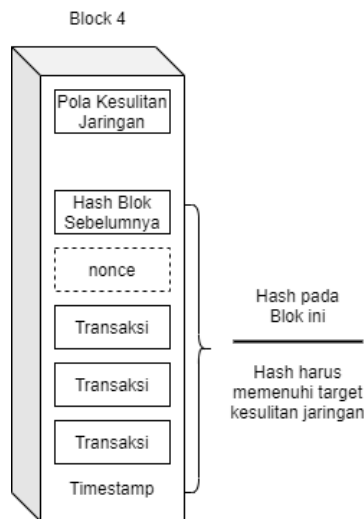 Block 4
Pola Kesulitan
Jaringan
Hash Blok
Sebelumnya
nonce
Transaksi
Transaksi
Transaksi
Timestamp
Hash pada
Blok ini
Hash harus
memenuhi target
kesulitan jaringan